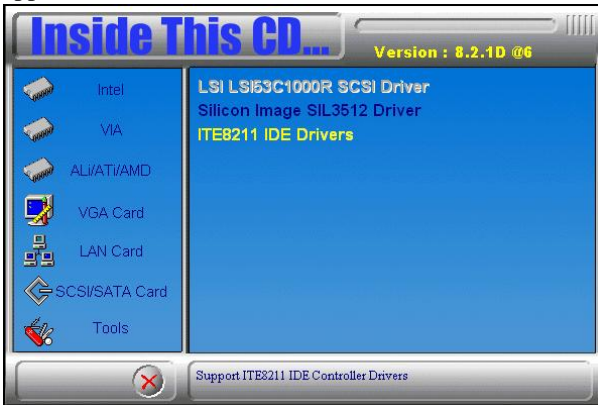 Inside This CD...
Version : 8.2.1D @6
Intel
VIA
ALi/ATi/AMD
VGA Card
LAN Card
SCSI/SATA Card
Tools
LSI LSI53C1000R SCSI Driver
Silicon Image SIL3512 Driver
ITE8211 IDE Drivers
Support ITE8211 IDE Controller Drivers